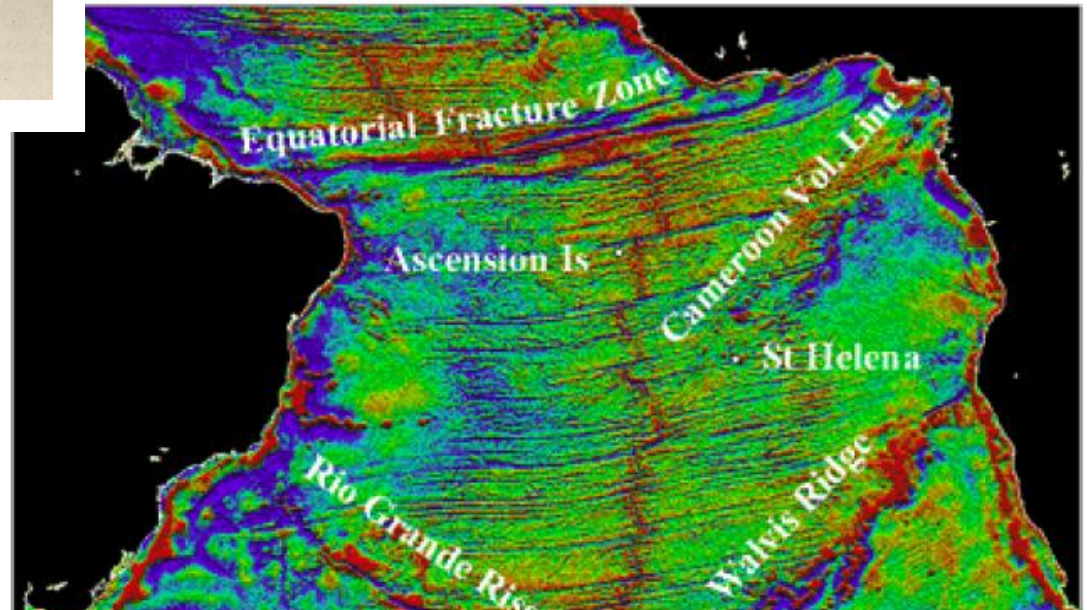 Equatorial Fracture Zone
Cameroon Vol. Line
Ascension Is
St Helena
Rio Grande Rise
Walvis Ridge